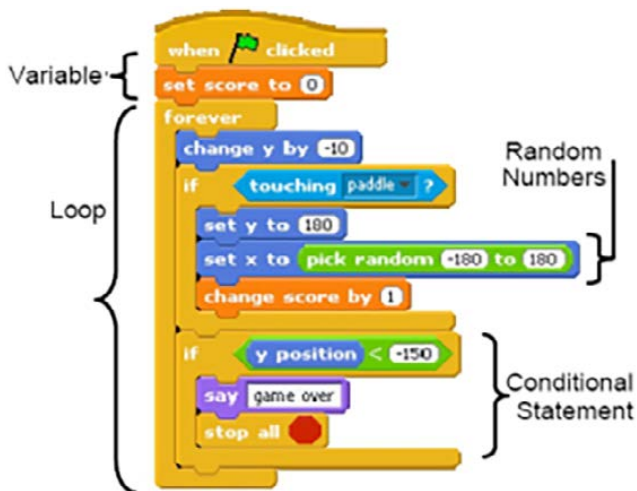 when clicked
Variable
set score to 0
forever
change y by -10
Random
Numbers
if touching paddle ?
Loop
set y to 180
set x to pick random -180 to 180
change score by 1
if y position < -150
Conditional
Statement
say game over
stop all